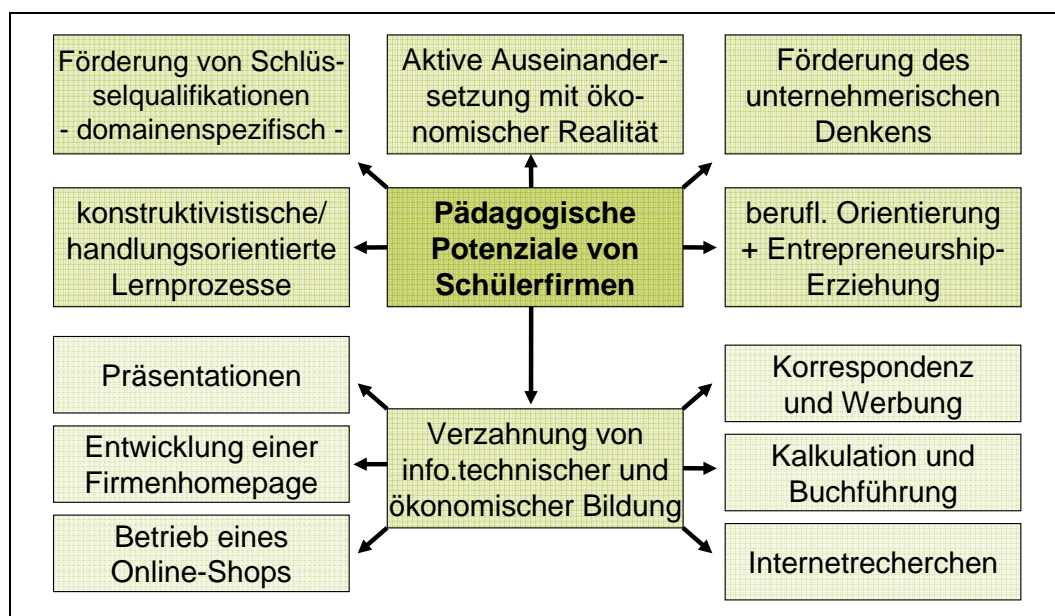 Förderung von Schlüs-
selqualifikationen
- domainenspezifisch -
Aktive Auseinander-
setzung mit öko-
nomischer Realität
Förderung des
unternehmerischen
Denkens
konstruktivistische/
handlungsorientierte
Lernprozesse
Pädagogische
Potenziale von
Schülerfirmen
berufl. Orientierung
+ Entrepreneurship-
Erziehung
Präsentationen
Entwicklung einer
Firmenhomepage
Betrieb eines
Online-Shops
Verzahnung von
info.technischer und
ökonomischer Bildung
Korrespondenz
und Werbung
Kalkulation und
Buchführung
Internetrecherchen